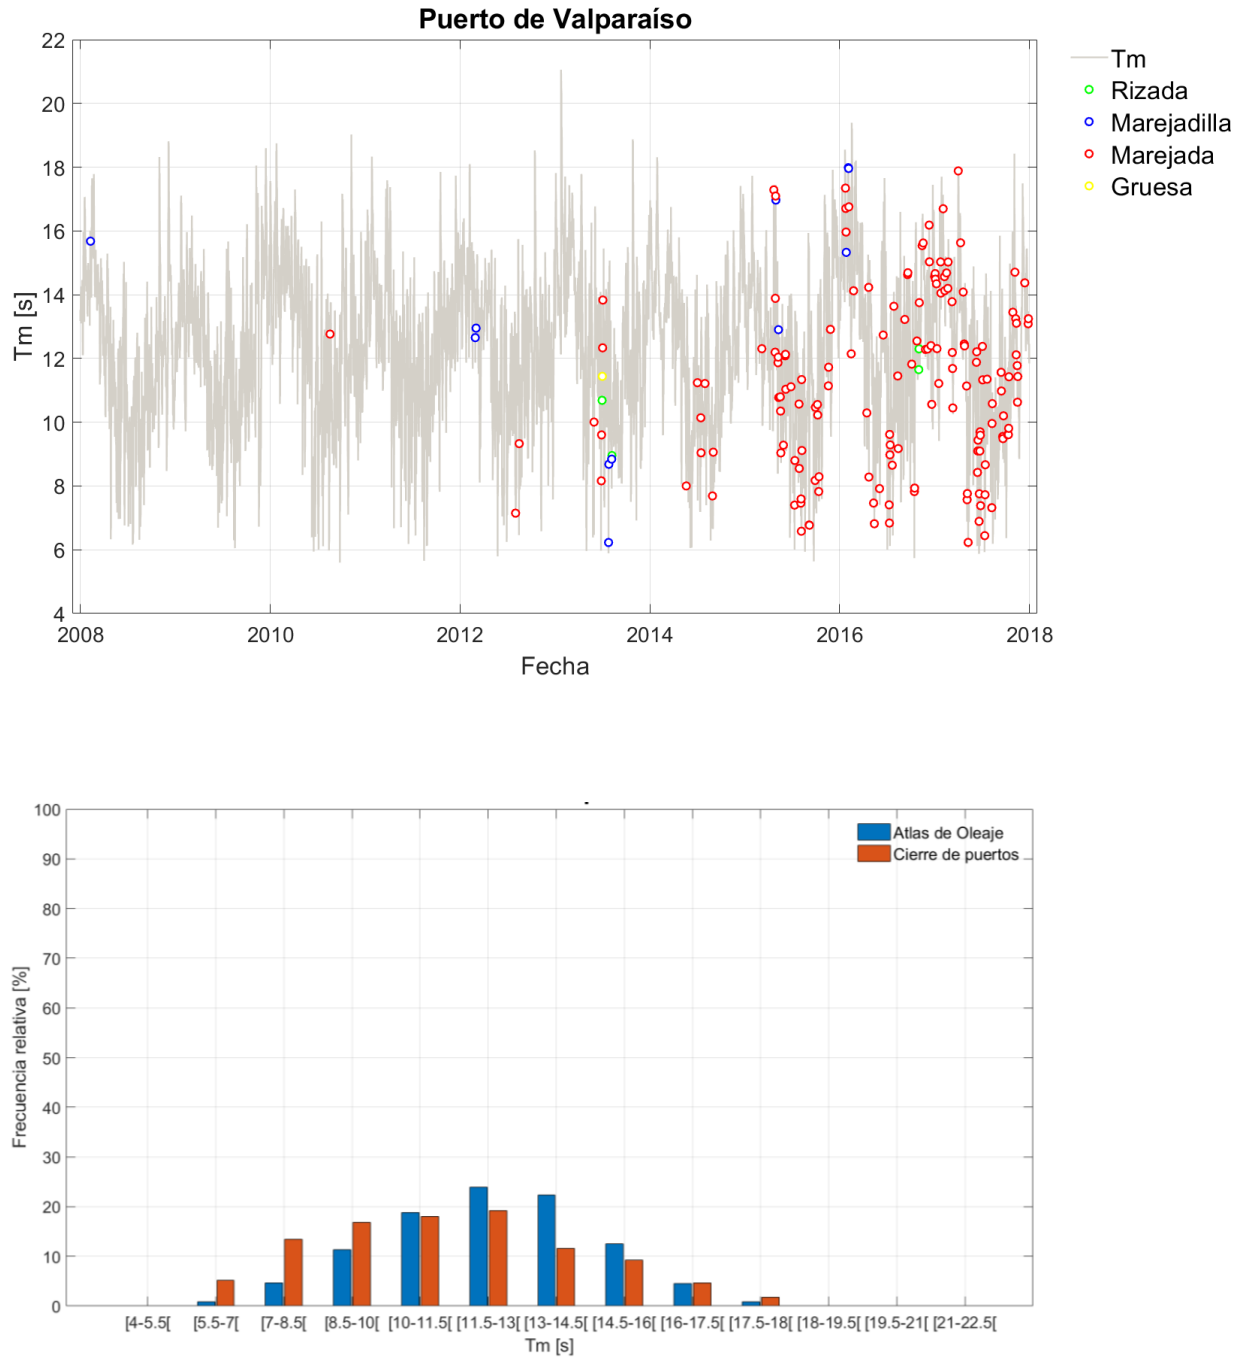 Puerto de Valparaíso
22
20
18
16
14
12
10
8
6
4
Tm [s]
2008 2010 2012 2014 2016 2018
Fecha
Tm
Rizada
Marejadilla
Marejada
Gruesa
100
90
80
70
60
50
40
30
20
10
0
Frecuencia relativa [%]
Atlas de Oleaje
Cierre de puertos
[4-5.5[ [5.5-7[ [7-8.5[ [8.5-10[ [10-11.5[ [11.5-13[ [13-14.5[ [14.5-16[ [16-17.5[ [17.5-18[ [18-19.5[ [19.5-21[ [21-22.5[
Tm [s]